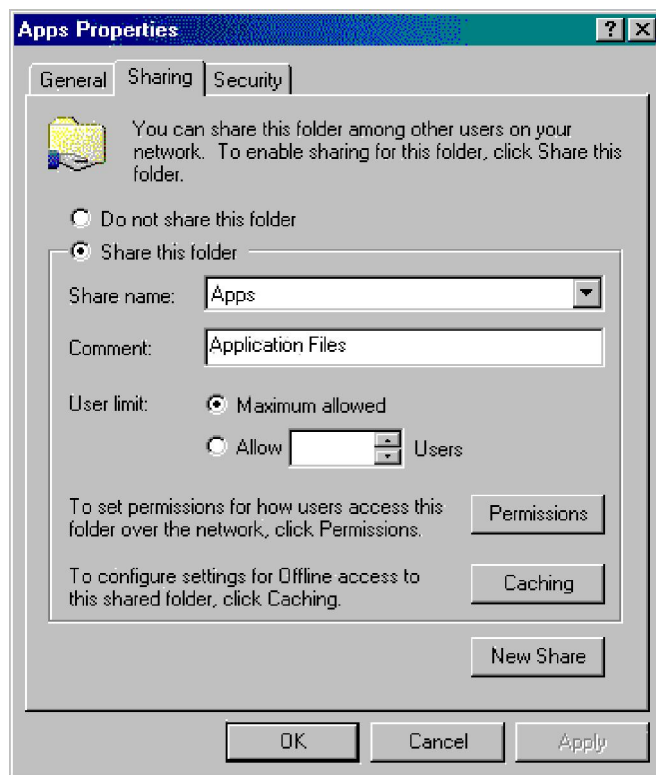 Apps Properties
General Sharing Security
You can share this folder among other users on your
network. To enable sharing for this folder, click Share this
folder.
Do not share this folder
Share this folder
Share name: Apps
Comment: Application Files
User limit: Maximum allowed
Allow Users
To set permissions for how users access this
folder over the network, click Permissions.
Permissions
To configure settings for Offline access to
this shared folder, click Caching.
Caching
New Share
OK Cancel Apply